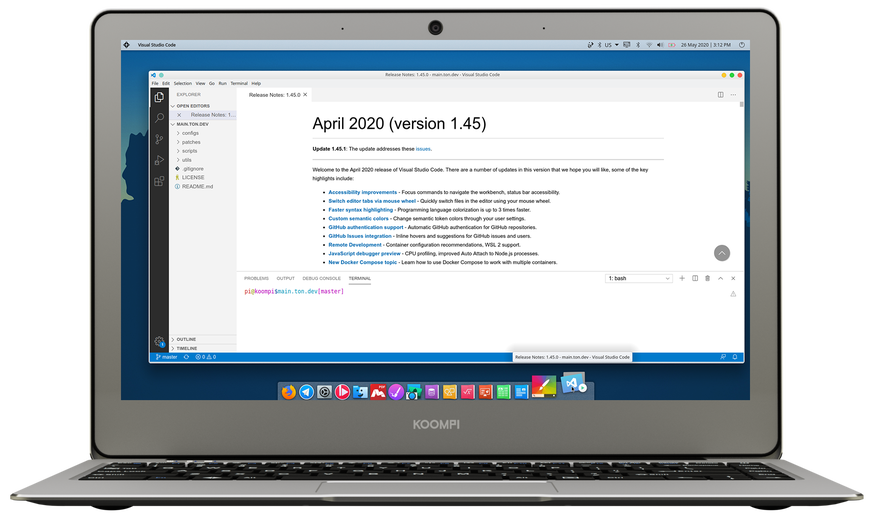 Visual Studio Code
US
26 May 2020 | 3:12 PM
Release Notes: 1.45.0 - main.ton.dev - Visual Studio Code
File Edit Selection View Go Run Terminal Help
EXPLORER
Release Notes: 1.45.0
OPEN EDITORS
Release Notes: 1....
MAIN.TON.DEV
configs
patches
scripts
utils
.gitignore
LICENSE
README.md
OUTLINE
TIMELINE
April 2020 (version 1.45)
Update 1.45.1: The update addresses these issues.
Welcome to the April 2020 release of Visual Studio Code. There are a number of updates in this version that we hope you will like, some of the key
highlights include:
Accessibility improvements - Focus commands to navigate the workbench, status bar accessibility.
Switch editor tabs via mouse wheel - Quickly switch files in the editor using your mouse wheel.
Faster syntax highlighting - Programming language colorization is up to 3 times faster.
Custom semantic colors - Change semantic token colors through your user settings.
GitHub authentication support - Automatic GitHub authentication for GitHub repositories.
GitHub Issues integration - Inline hovers and suggestions for GitHub issues and users.
Remote Development - Container configuration recommendations, WSL 2 support.
JavaScript debugger preview - CPU profiling, improved Auto Attach to Node.js processes.
New Docker Compose topic - Learn how to use Docker Compose to work with multiple containers.
PROBLEMS OUTPUT DEBUG CONSOLE TERMINAL
1: bash
pi@koompi$main.ton.dev[master]
master
0 0
Release Notes: 1.45.0 - main.ton.dev - Visual Studio Code
KOOMPI